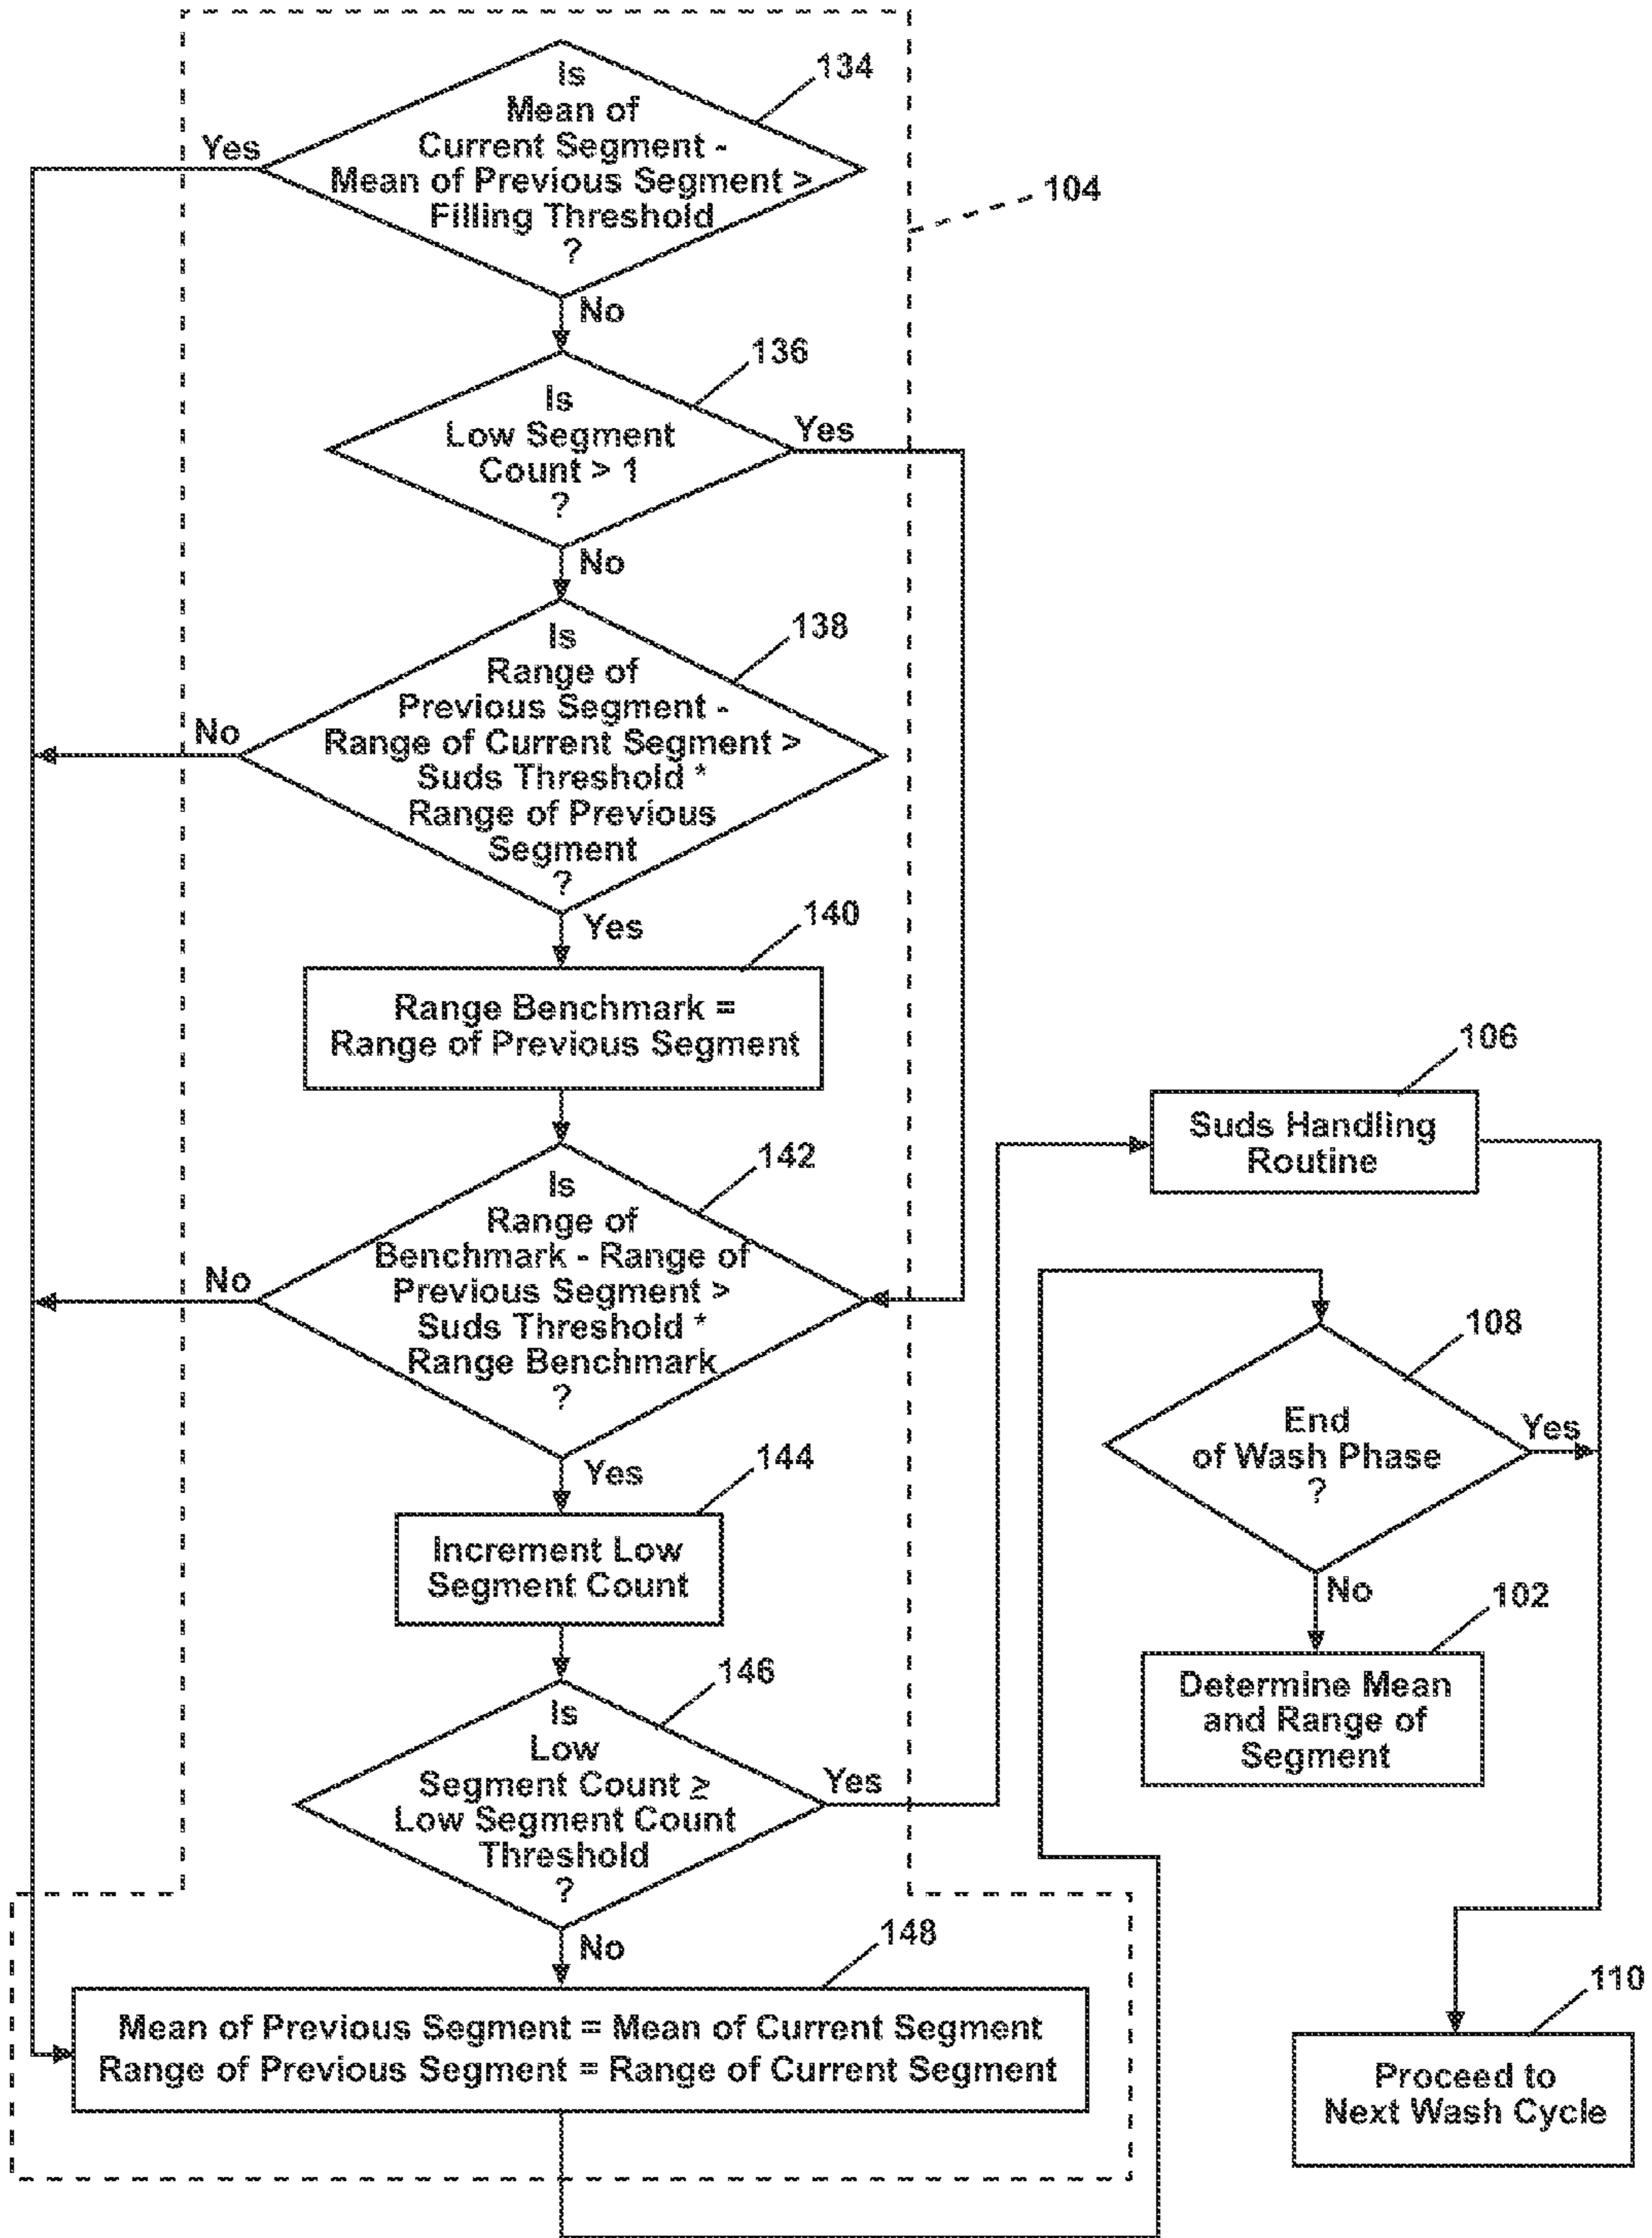 Is
Mean of
Current Segment -
Mean of Previous Segment >
Filling Threshold
?
134
Yes
104
No
136
Is
Low Segment
Count > 1
?
Yes
No
138
Is
Range of
Previous Segment -
Range of Current Segment >
Suds Threshold *
Range of Previous
Segment
?
No
Yes
140
Range Benchmark =
Range of Previous Segment
142
Is
Range of
Benchmark - Range of
Previous Segment >
Suds Threshold *
Range Benchmark
?
No
Yes
144
Increment Low
Segment Count
146
Is
Low
Segment Count ≥
Low Segment Count
Threshold
?
Yes
No
148
Mean of Previous Segment = Mean of Current Segment
Range of Previous Segment = Range of Current Segment
106
Suds Handling
Routine
108
End
of Wash Phase
?
Yes
No
102
Determine Mean
and Range of
Segment
110
Proceed to
Next Wash Cycle